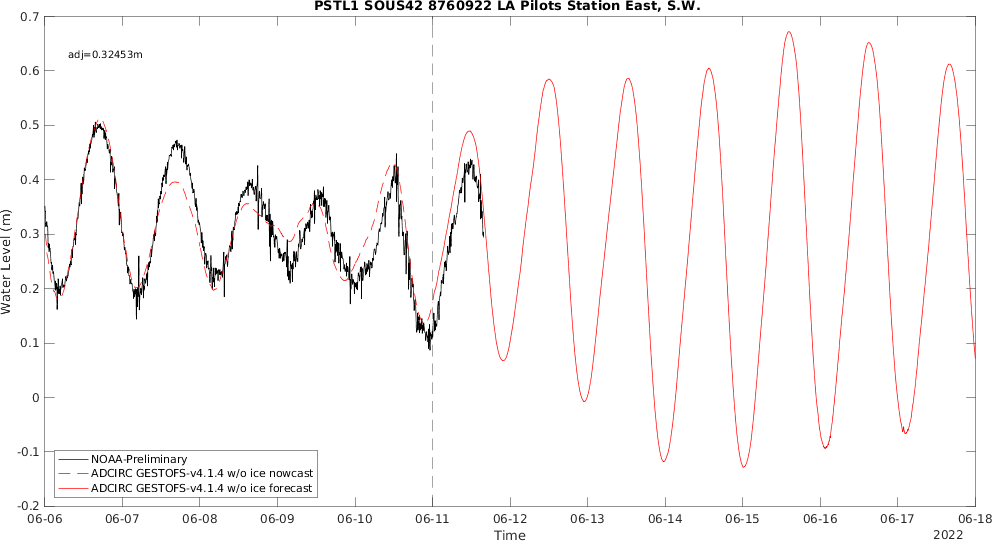 PSTL1 SOUS42 8760922 LA Pilots Station East, S.W.
adj=0.32453m
0.7
0.6
0.5
0.4
0.3
0.2
0.1
0
-0.1
-0.2
Water Level (m)
NOAA-Preliminary
ADCIRC GESTOFS-v4.1.4 w/o ice nowcast
ADCIRC GESTOFS-v4.1.4 w/o ice forecast
06-06 06-07 06-08 06-09 06-10 06-11 06-12 06-13 06-14 06-15 06-16 06-17 06-18
Time
2022